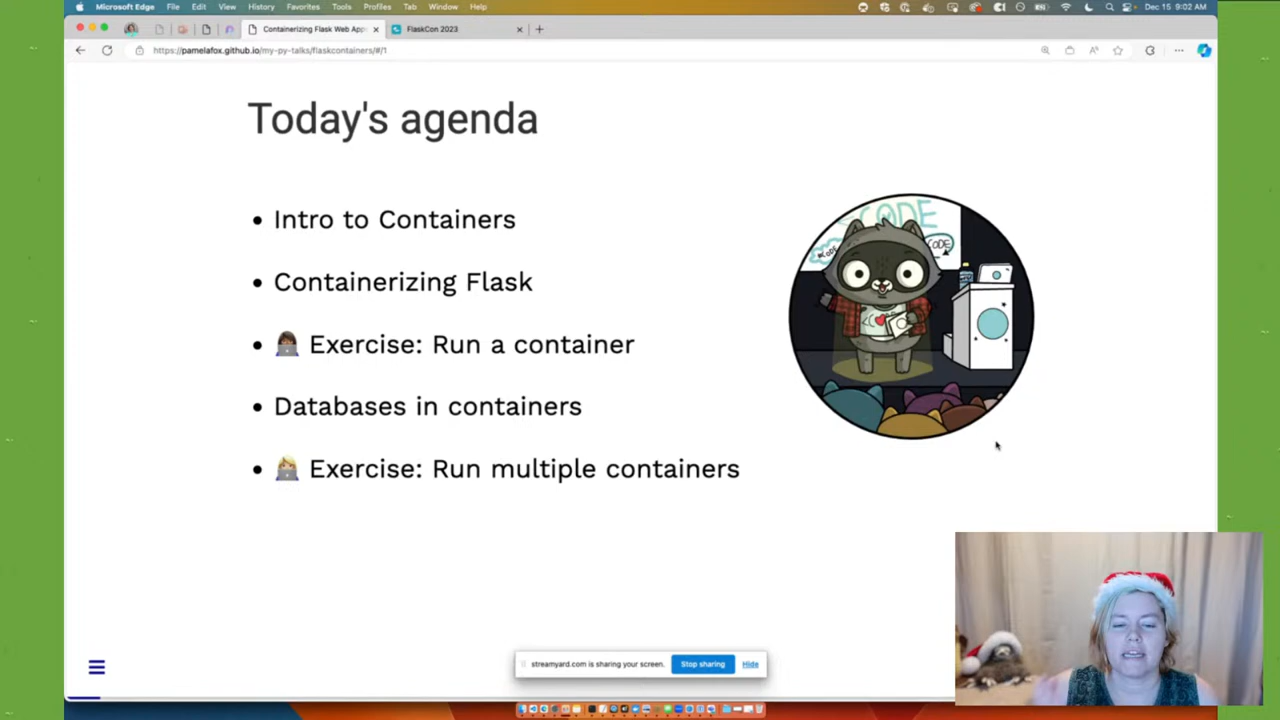 Microsoft Edge File Edit View History Favorites Tools Profiles Tab Window Help Dec 15 9:02 AM
Containerizing Flask Web App FlaskCon 2023
https://pamelafox.github.io/my-py-talks/flaskcontainers/#/1
Today's agenda
• Intro to Containers
• Containerizing Flask
• Exercise: Run a container
• Databases in containers
• Exercise: Run multiple containers
CODE
CODE
streamyard.com is sharing your screen. Stop sharing Hide